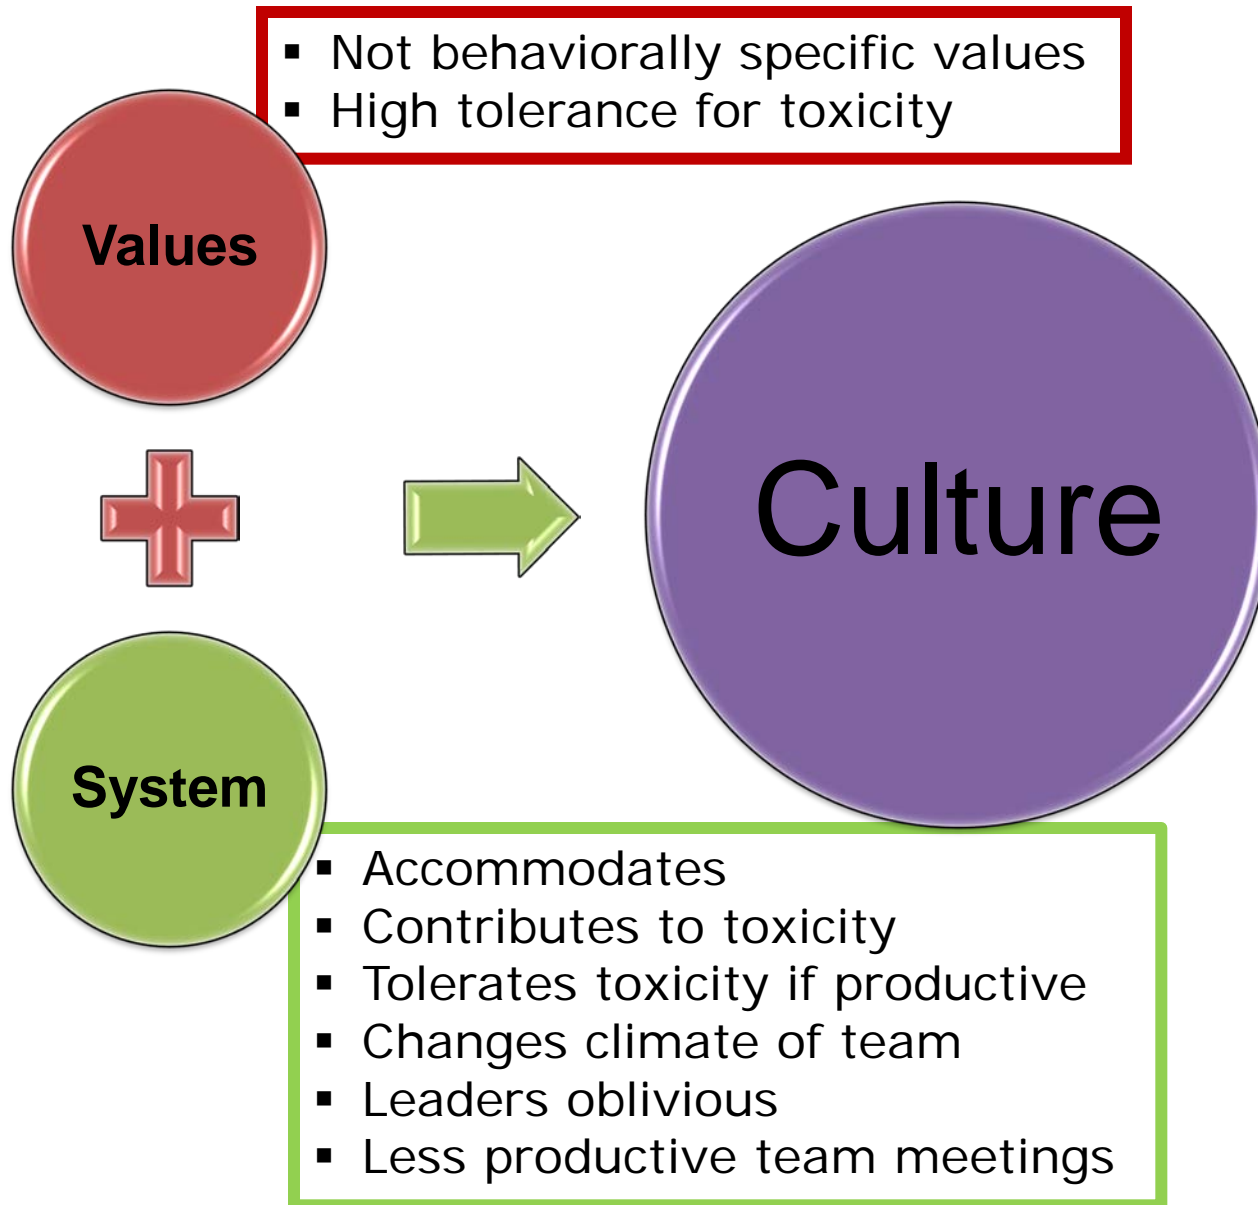 ▪ Not behaviorally specific values
▪ High tolerance for toxicity
Values
Culture
System
▪ Accommodates
▪ Contributes to toxicity
▪ Tolerates toxicity if productive
▪ Changes climate of team
▪ Leaders oblivious
▪ Less productive team meetings